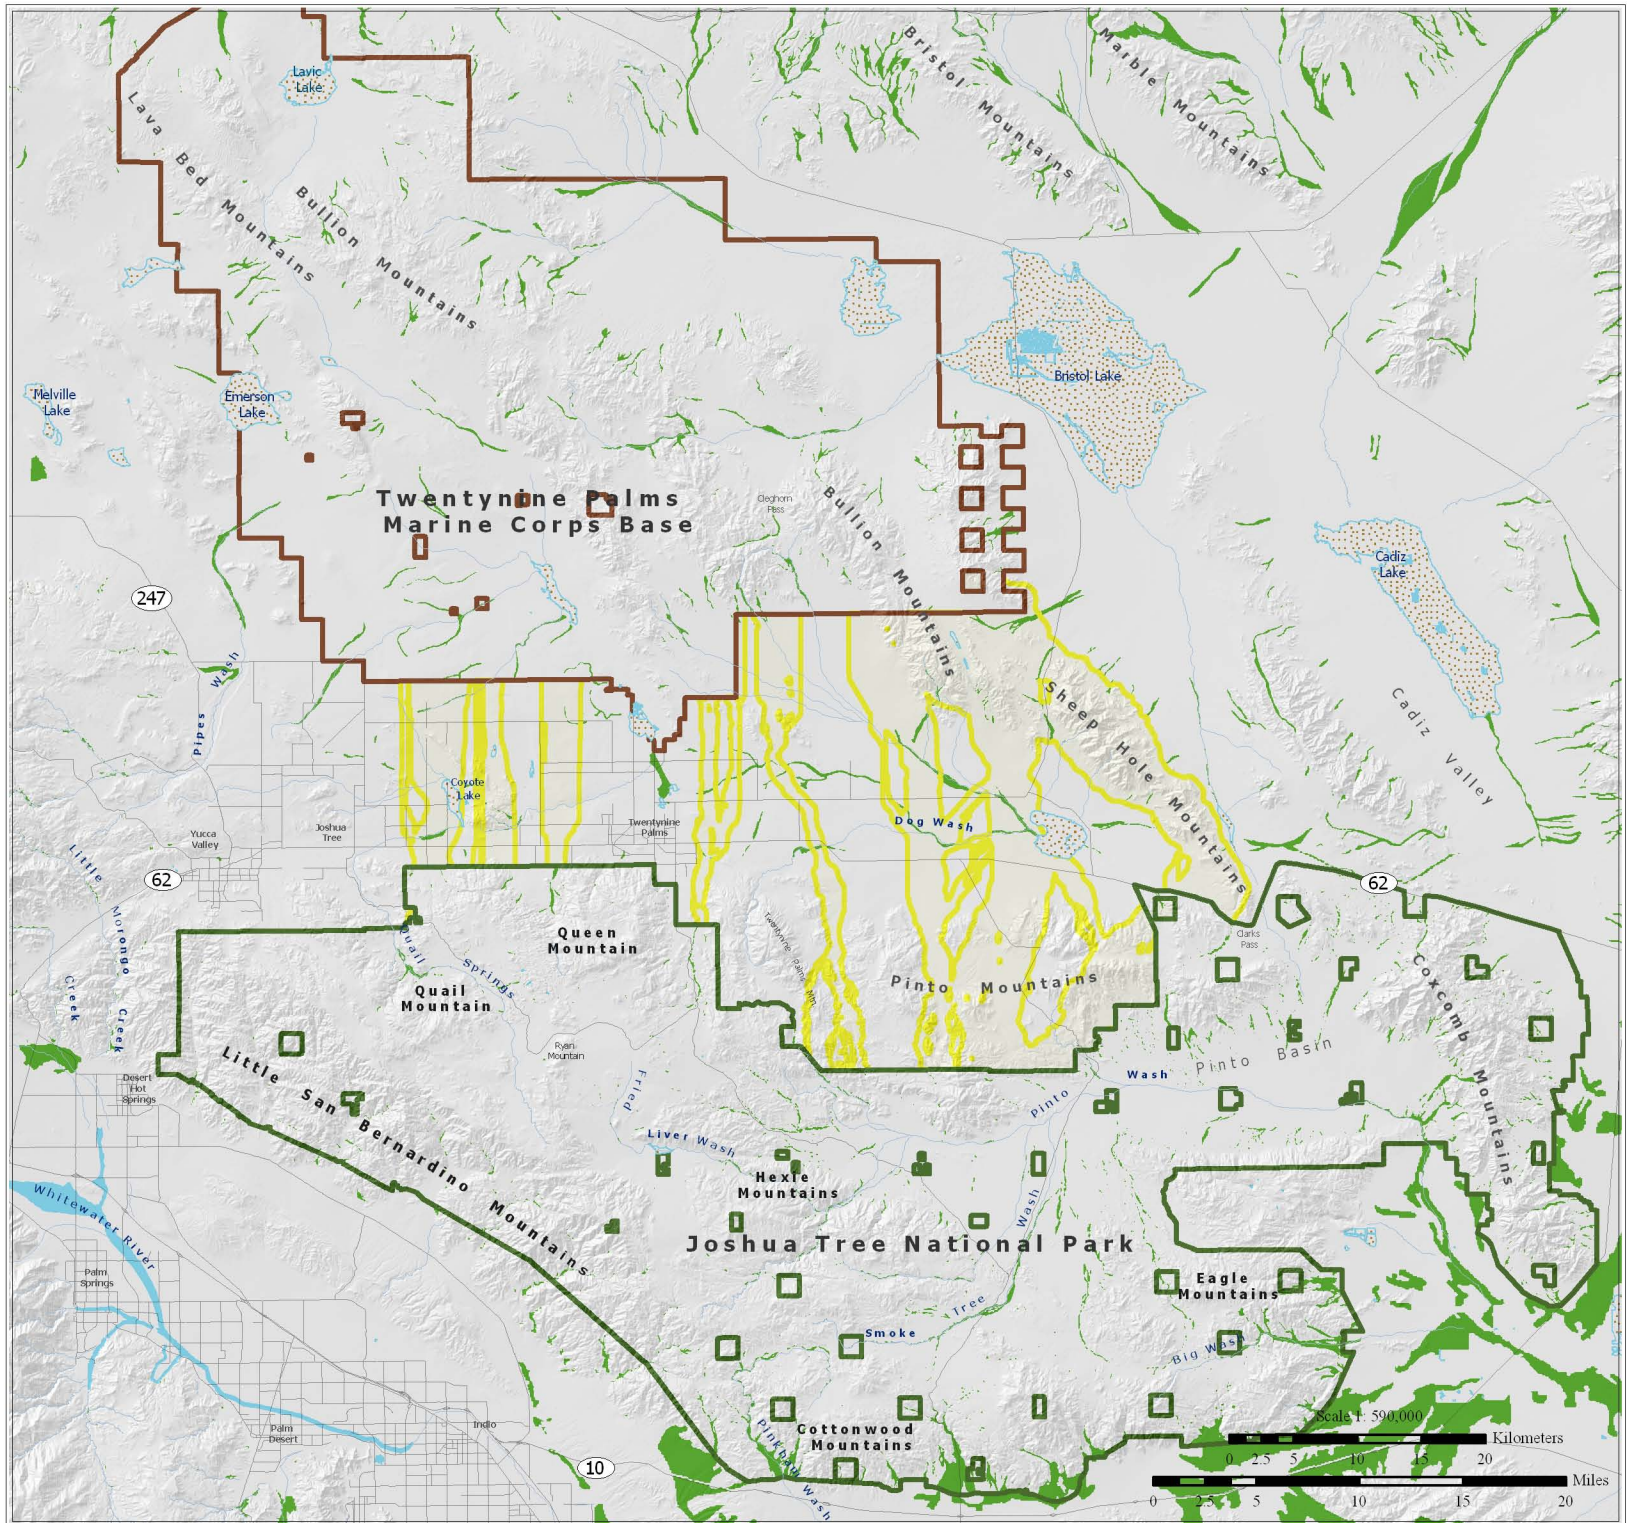 Lavic
Lake
Bristol Mountains
Marble Mountains
Lava Bed Mountains
Bullion Mountains
Melville
Lake
Emerson
Lake
Bristol Lake
Twentynine Palms
Marine Corps Base
Cleghorn
Pass
Bullion Mountains
Cadiz
Lake
247
Pipes Wash
Sheep Hole Mountains
Cadiz Valley
Coyote
Lake
Yucca
Valley
Joshua
Tree
Twentynine
Palms
Dog Wash
Little Morongo Creek
62
62
Creek
Quail Springs
Queen
Mountain
Quail
Mountain
Twentynine Palms Mtn
Pinto Mountains
Clarks
Pass
Coxcomb Mountains
Ryan
Mountain
Pinto Basin
Desert
Hot
Springs
Little San Bernardino Mountains
Fried Liver Wash
Pinto Wash
Hexie
Mountains
Whitewater River
Joshua Tree National Park
Palm
Springs
Eagle
Mountains
Smoke Tree Wash
Big Wash
Palm
Desert
Indio
Cottonwood
Mountains
Pinkham Wash
10
Scale 1: 590,000
Kilometers
0 2.5 5 10 15 20
Miles
0 2.5 5 10 15 20